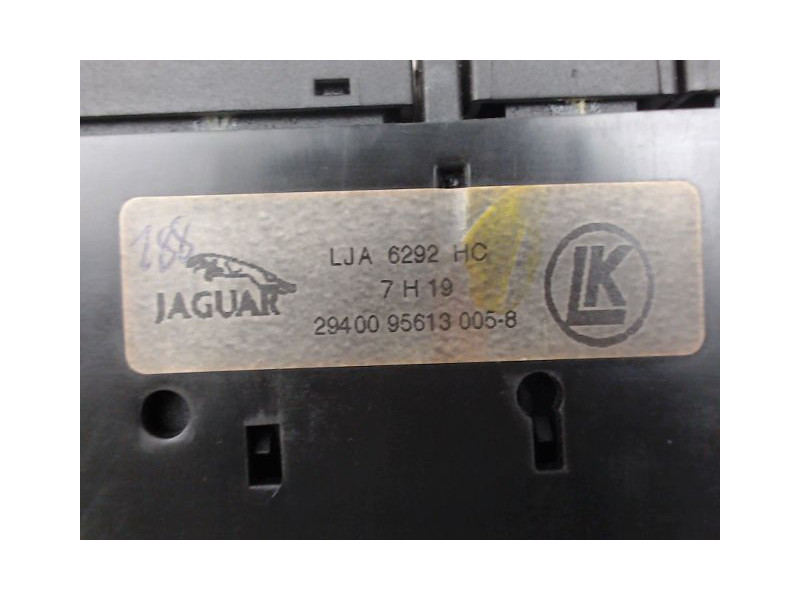 188
LJA 6292 HC
7 H 19
JAGUAR
29400 95613 005-8
LK